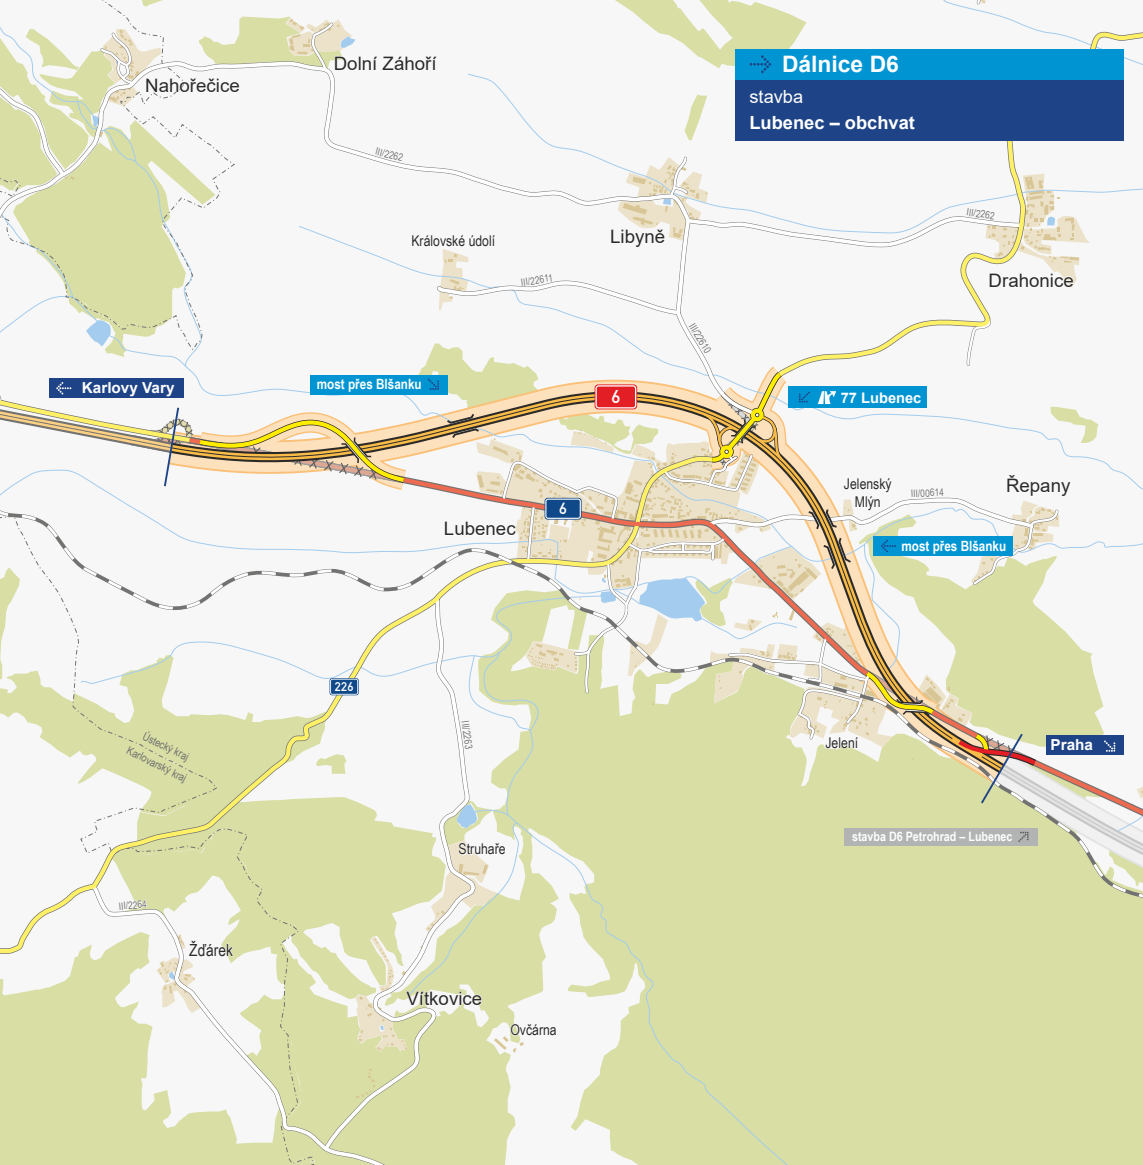 Dolní Záhoří
Nahořečice
Dálnice D6
stavba
Lubenec – obchvat
III/2262
Libyně
III/2262
Královské údolí
Drahonice
III/22611
III/22610
Karlovy Vary
most přes Blšanku
6
77 Lubenec
Jelenský
Mlýn
III/00614
Řepany
6
Lubenec
most přes Blšanku
226
III/2263
Ústecký kraj
Karlovarský kraj
Jelení
Praha
stavba D6 Petrohrad – Lubenec
Struhaře
III/2264
Žďárek
Vítkovice
Ovčárna